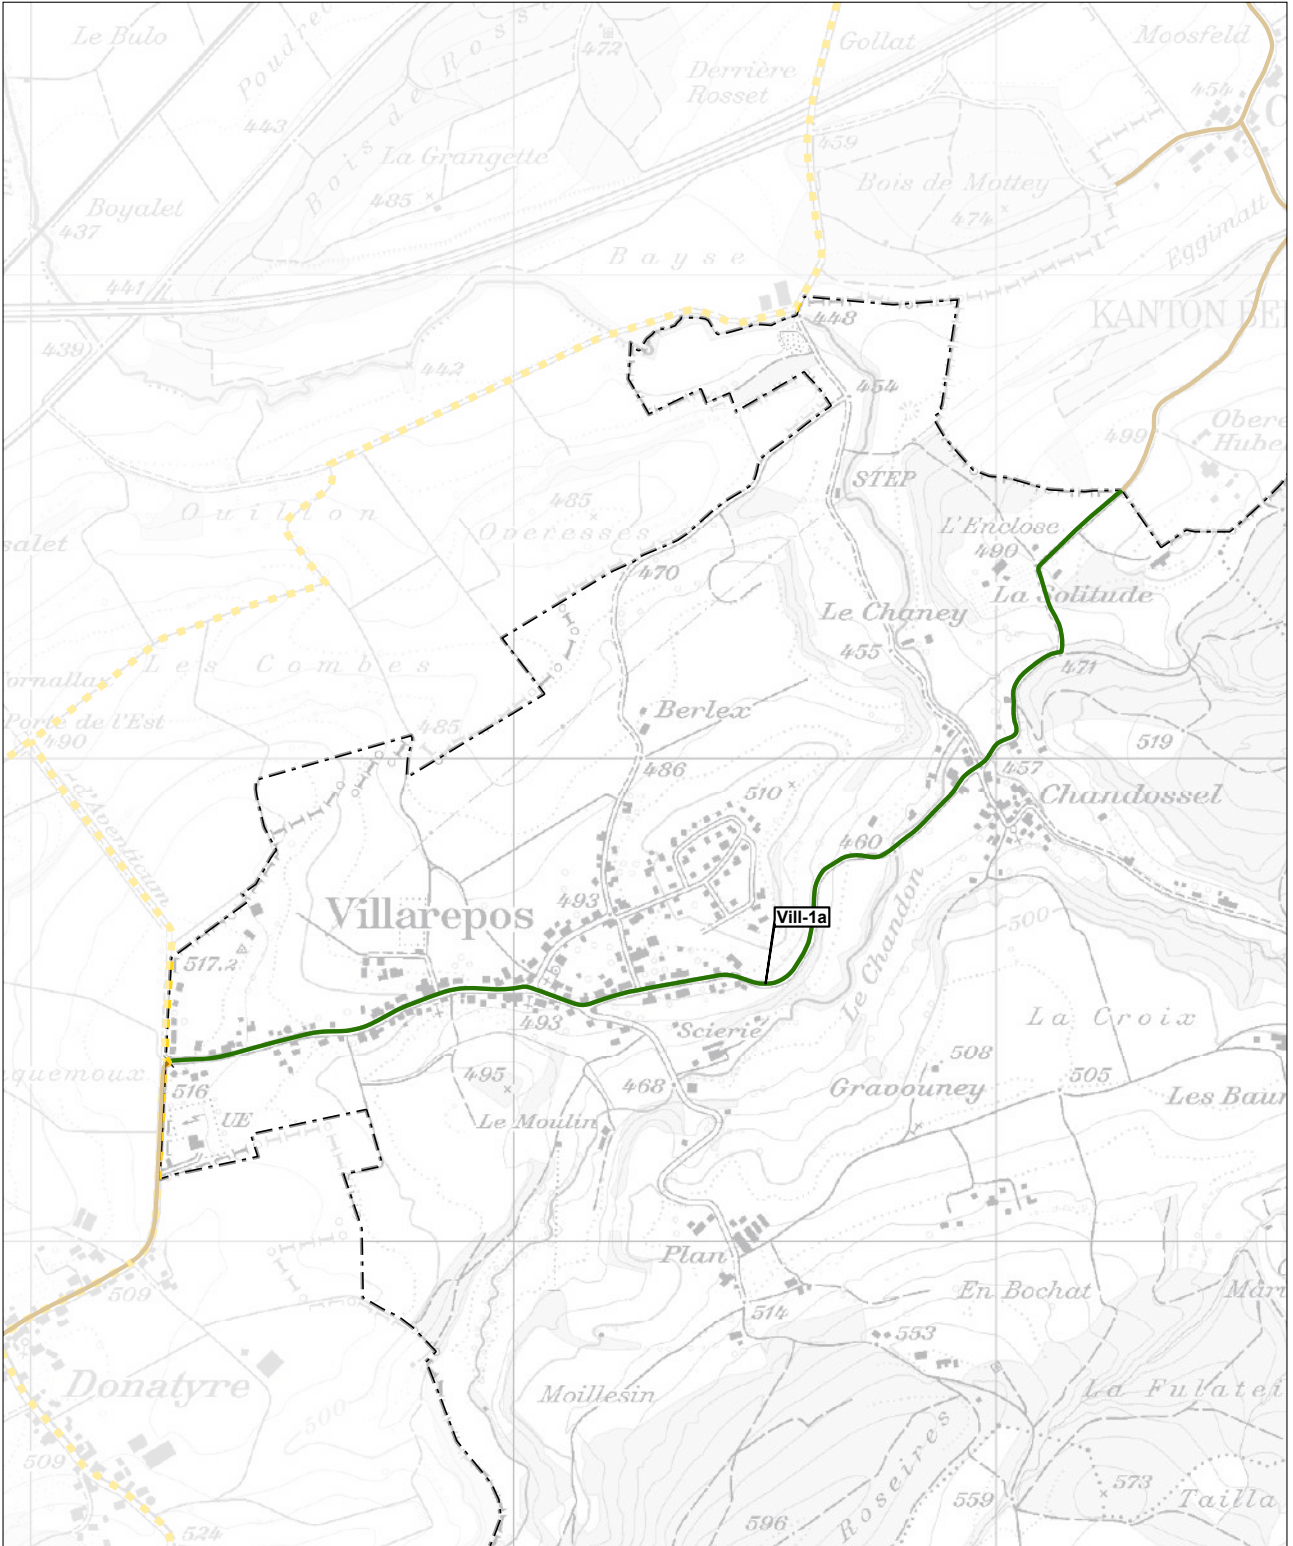 Le Bulo
Poudrei
Bois de Rosset
472
Gollat
Moosfeld
Derrière
Rosset
454
443
459
La Grangette
Bois de Mottey
485
474
Boyalet
437
Eggimatt
Bayse
441
448
KANTON BE
439
442
454
499
Obere
Hube
STEP
485
Ouillon
L'Enclose
490
salet
470
La Solitude
Le Chaney
455
471
Les Combes
Berlex
Porte de l'Est
490
485
519
486
457
510
Chandossel
d'Aventicum
460
493
Villarepos
Vill-1a
500
517.2
Le Chandon
493
Scierie
La Croix
508
quemoux
495
468
505
516
Gravouney
Les Baur
UE
Le Moulin
Plan
509
En Bochat
Mari
514
553
Donatyre
Moillesin
La Fulatei
500
509
Roseires
573
559
Tailla
524
596